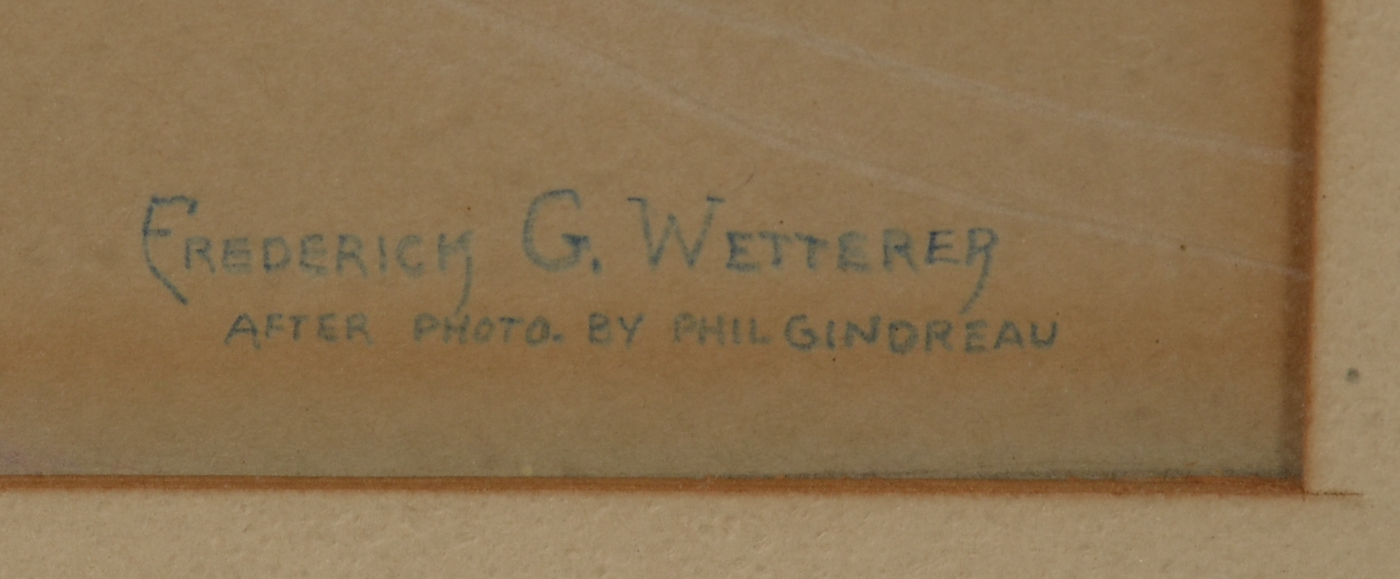 FREDERICK G. WETTERER
AFTER PHOTO. BY PHIL GINDREAU